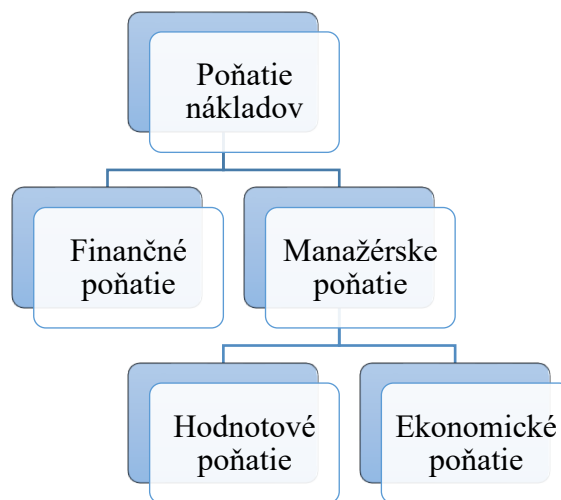 Poňatie
nákladov
Finančné
poňatie
Manažérske
poňatie
Hodnotové
poňatie
Ekonomické
poňatie